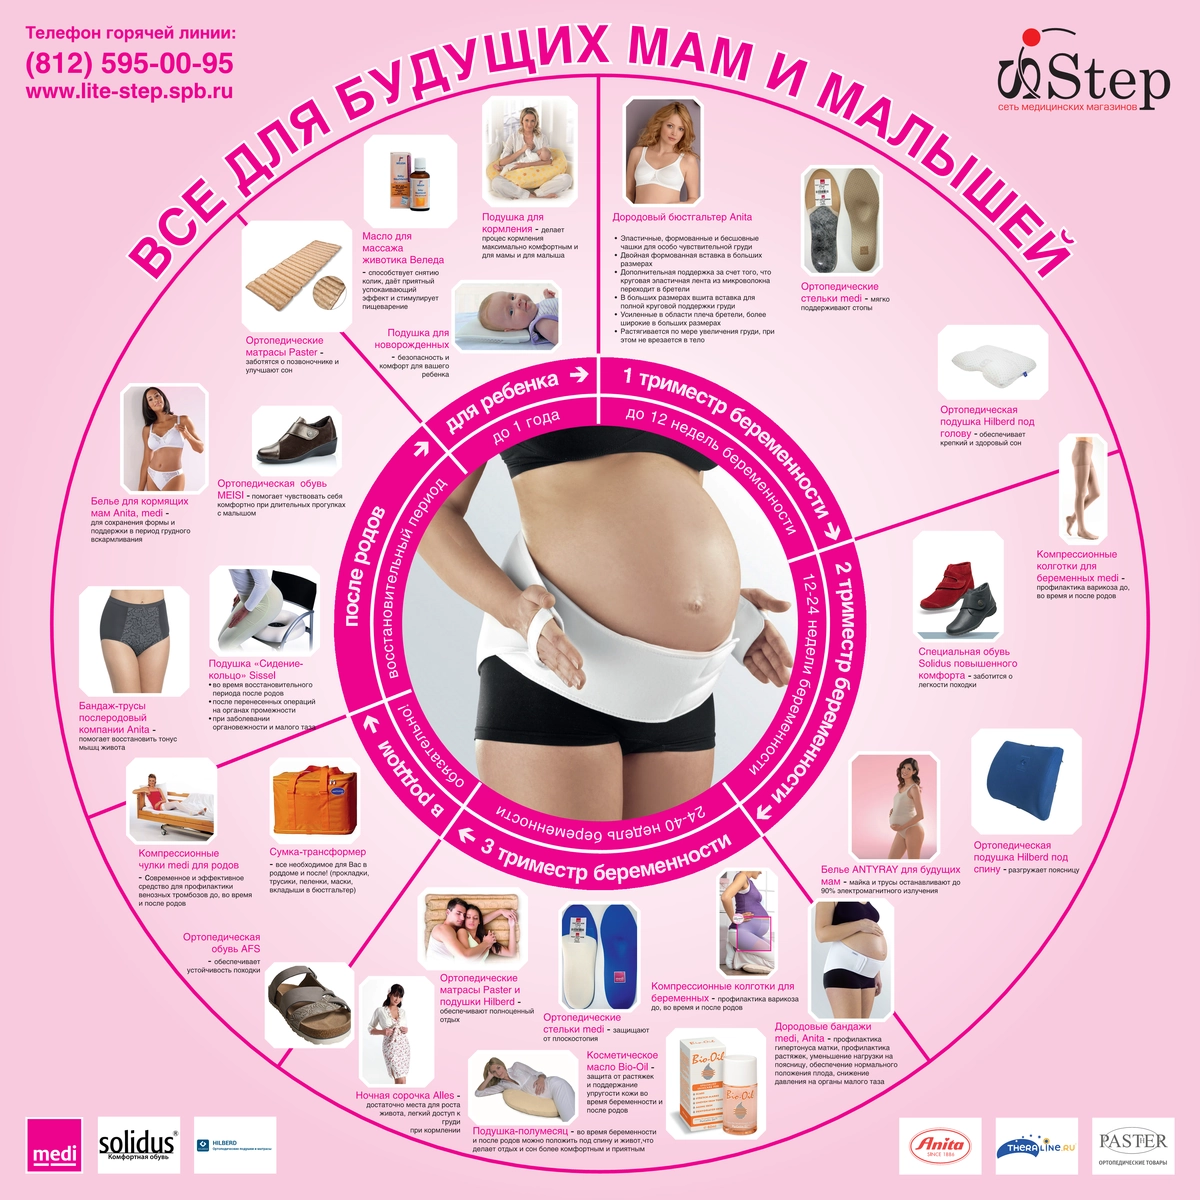 Телефон горячей линии:
(812) 595-00-95
www.lite-step.spb.ru
ВСЕ ДЛЯ БУДУЩИХ МАМ И МАЛЫШЕЙ
Step
сеть медицинских магазинов
для ребенка
до 1 года
Подушка для
кормления - делает
процес кормления
максимально комфортным и
для мамы и для малыша
Масло для
массажа
животика Веледа
- способствует снятию
колик, даёт приятный
успокаивающий
эффект и стимулирует
пищеварение
Подушка для
новорожденных
- безопасность и
комфорт для вашего
ребенка
Ортопедические
матрасы Paster -
заботятся о позвоночнике и
улучшают сон
1 триместр беременности
до 12 недель беременности
Дородовый бюстгальтер Anita
• Эластичные, формованные и бесшовные
чашки для особо чувствительной груди
• Двойная формованная вставка в больших
размерах
• Дополнительная поддержка за счет того, что
круговая эластичная лента из микроволокна
переходит в бретели
• В больших размерах вшита вставка для
полной круговой поддержки груди
• Усиленные в области плеча бретели, более
широкие в больших размерах
• Растягивается по мере увеличения груди, при
этом не врезается в тело
Ортопедические
стельки medi - мягко
поддерживают стопы
Ортопедическая
подушка Hilberd под
голову - обеспечивает
крепкий и здоровый сон
2 триместр беременности
12-24 недели беременности
Компрессионные
колготки для
беременных medi -
профилактика варикоза до,
во время и после родов
Специальная обувь
Solidus повышенного
комфорта - заботится о
легкости походки
Ортопедическая
подушка Hilberd под
спину - разгружает поясницу
Белье ANTYRAY для будущих
мам - майка и трусы останавливают до
90% электромагнитного излучения
3 триместр беременности
24-40 недель беременности
Дородовые бандажи
medi, Anita - профилактика
гипертонуса матки, профилактика
растяжек, уменьшение нагрузки на
поясницу, обеспечение нормального
положения плода, снижение
давления на органы малого таза
Компрессионные колготки для
беременных - профилактика варикоза
до, во время и после родов
Ортопедические
стельки medi - защищают
от плоскостопия
Ортопедические
матрасы Paster и
подушки Hilberd -
обеспечивают полноценный
отдых
Косметическое
масло Bio-Oil -
защита от растяжек
и поддержание
упругости кожи во
время беременности и
после родов
Bio-Oil
Bio-Oil
Ночная сорочка Alles -
достаточно места для роста
живота, легкий доступ к
груди
при кормлении
Подушка-полумесяц - во время беременности
и после родов можно положить под спину и живот,что
делает отдых и сон более комфортным и приятным
в роддом
обязательно!
Компрессионные
чулки medi для родов
- Современное и эффективное
средство для профилактики
венозных тромбозов до, во время
и после родов
Сумка-трансформер
- все необходимое для Вас в
роддоме и после! (прокладки,
трусики, пеленки, маски,
вкладыши в бюстгальтер)
Ортопедическая
обувь AFS
- обеспечивает
устойчивость походки
после родов
восстановительный период
Белье для кормящих
мам Anita, medi -
для сохранения формы и
поддержки в период грудного
вскармливания
Ортопедическая обувь
MEISI - помогает чувствовать себя
комфортно при длительных прогулках
с малышом
Бандаж-трусы
послеродовый
компании Anita -
помогает восстановить тонус
мышц живота
Подушка «Сидение-
кольцо» Sissel
• во время восстановительного
периода после родов
• после перенесенных операций
на органах промежности
• при заболевании
органовежности и малого таза
medi
solidus®
Комфортная обувь
HILBERD
Ортопедические подушки и матрасы
Anita
SINCE 1886
THERALINE.RU
PASTER
ОРТОПЕДИЧЕСКИЕ ТОВАРЫ